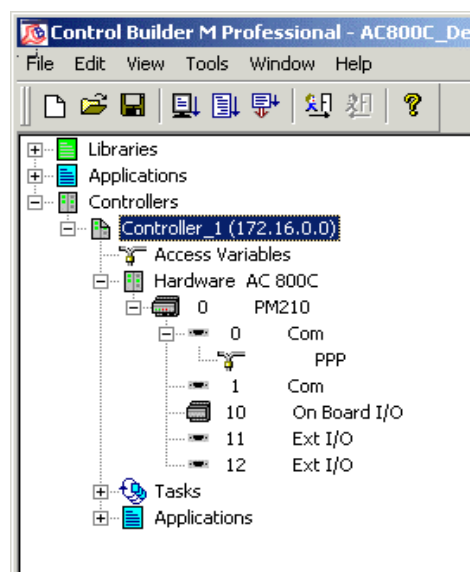 Control Builder M Professional - AC800C_De
File Edit View Tools Window Help
Libraries
Applications
Controllers
Controller_1 (172.16.0.0)
Access Variables
Hardware AC 800C
0 PM210
0 Com
PPP
1 Com
10 On Board I/O
11 Ext I/O
12 Ext I/O
Tasks
Applications